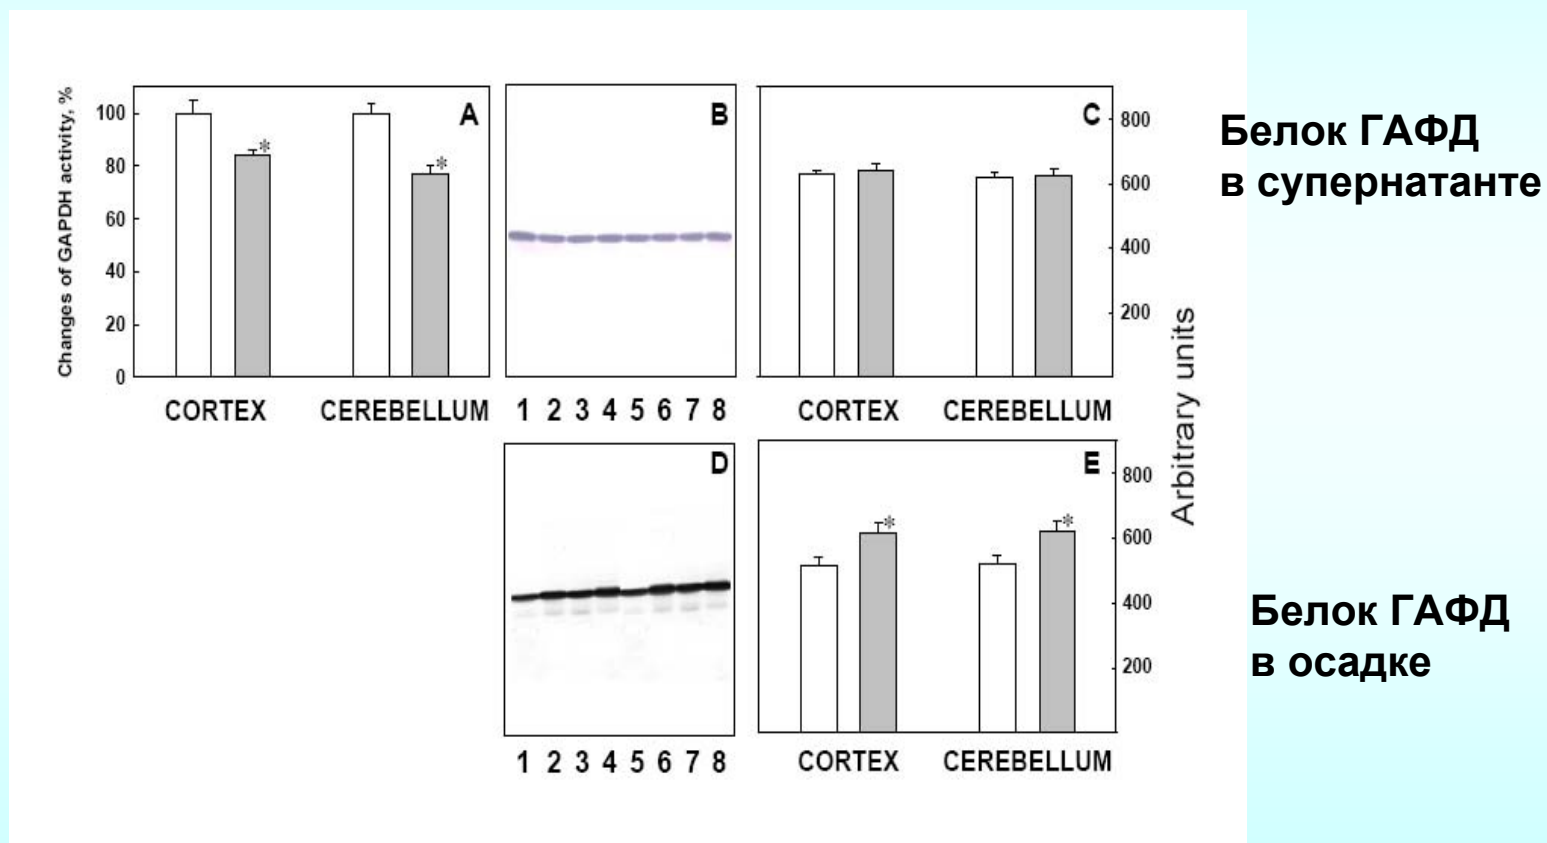 Changes of GAPDH activity, %
100
80
60
40
20
0
A
*
*
CORTEX CEREBELLUM
B
1 2 3 4 5 6 7 8
C
800
600
400
200
CORTEX CEREBELLUM
Белок ГАФД
в супернатанте
Arbitrary units
D
1 2 3 4 5 6 7 8
E
*
*
800
600
400
200
CORTEX CEREBELLUM
Белок ГАФД
в осадке